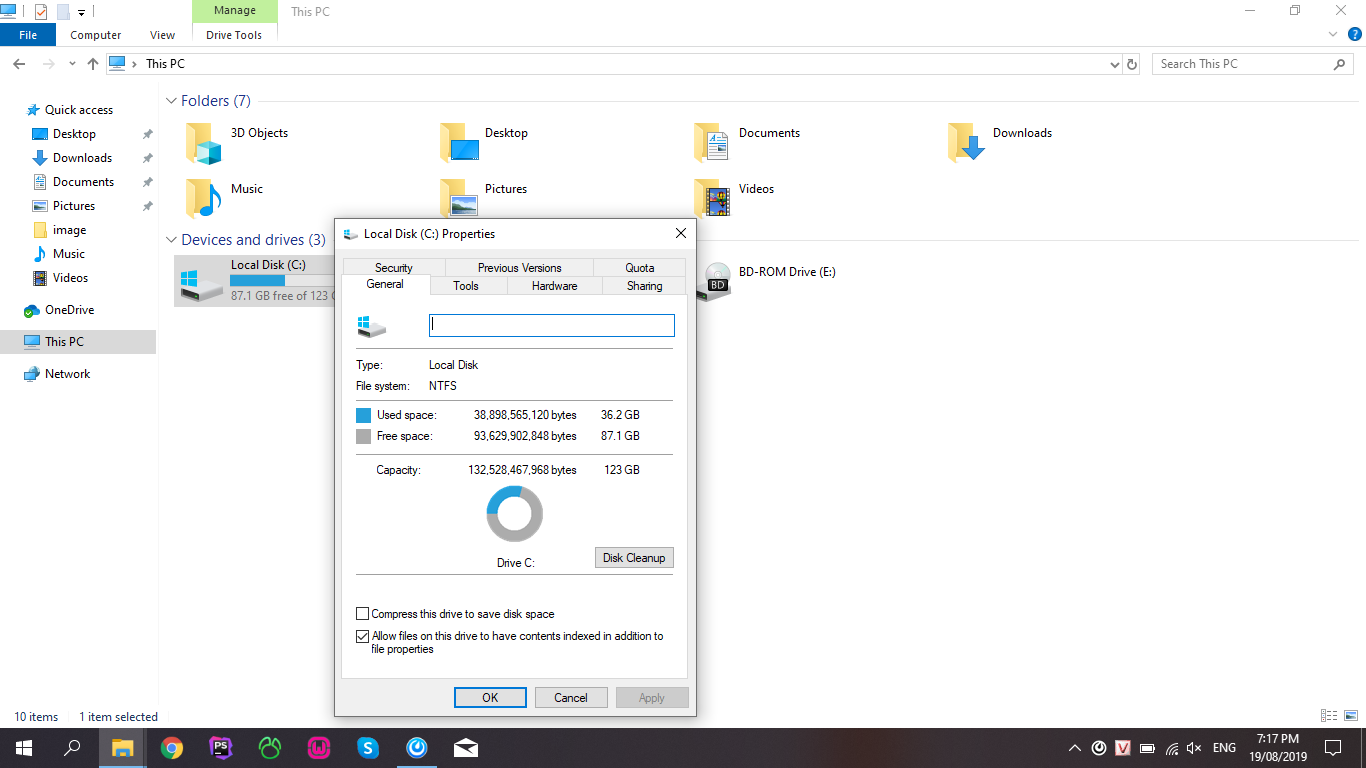 Manage
This PC
File
Computer
View
Drive Tools
This PC
Search This PC
Quick access
Desktop
Downloads
Documents
Pictures
image
Music
Videos
OneDrive
This PC
Network
Folders (7)
3D Objects
Desktop
Documents
Downloads
Music
Pictures
Videos
Devices and drives (3)
Local Disk (C:)
87.1 GB free of 123
BD-ROM Drive (E:)
BD
Local Disk (C:) Properties
Security
Previous Versions
Quota
General
Tools
Hardware
Sharing
Type: Local Disk
File system: NTFS
Used space: 38,898,565,120 bytes 36.2 GB
Free space: 93,629,902,848 bytes 87.1 GB
Capacity: 132,528,467,968 bytes 123 GB
Drive C:
Disk Cleanup
Compress this drive to save disk space
Allow files on this drive to have contents indexed in addition to
file properties
OK
Cancel
Apply
10 items
1 item selected
PS
S
V
ENG
7:17 PM
19/08/2019